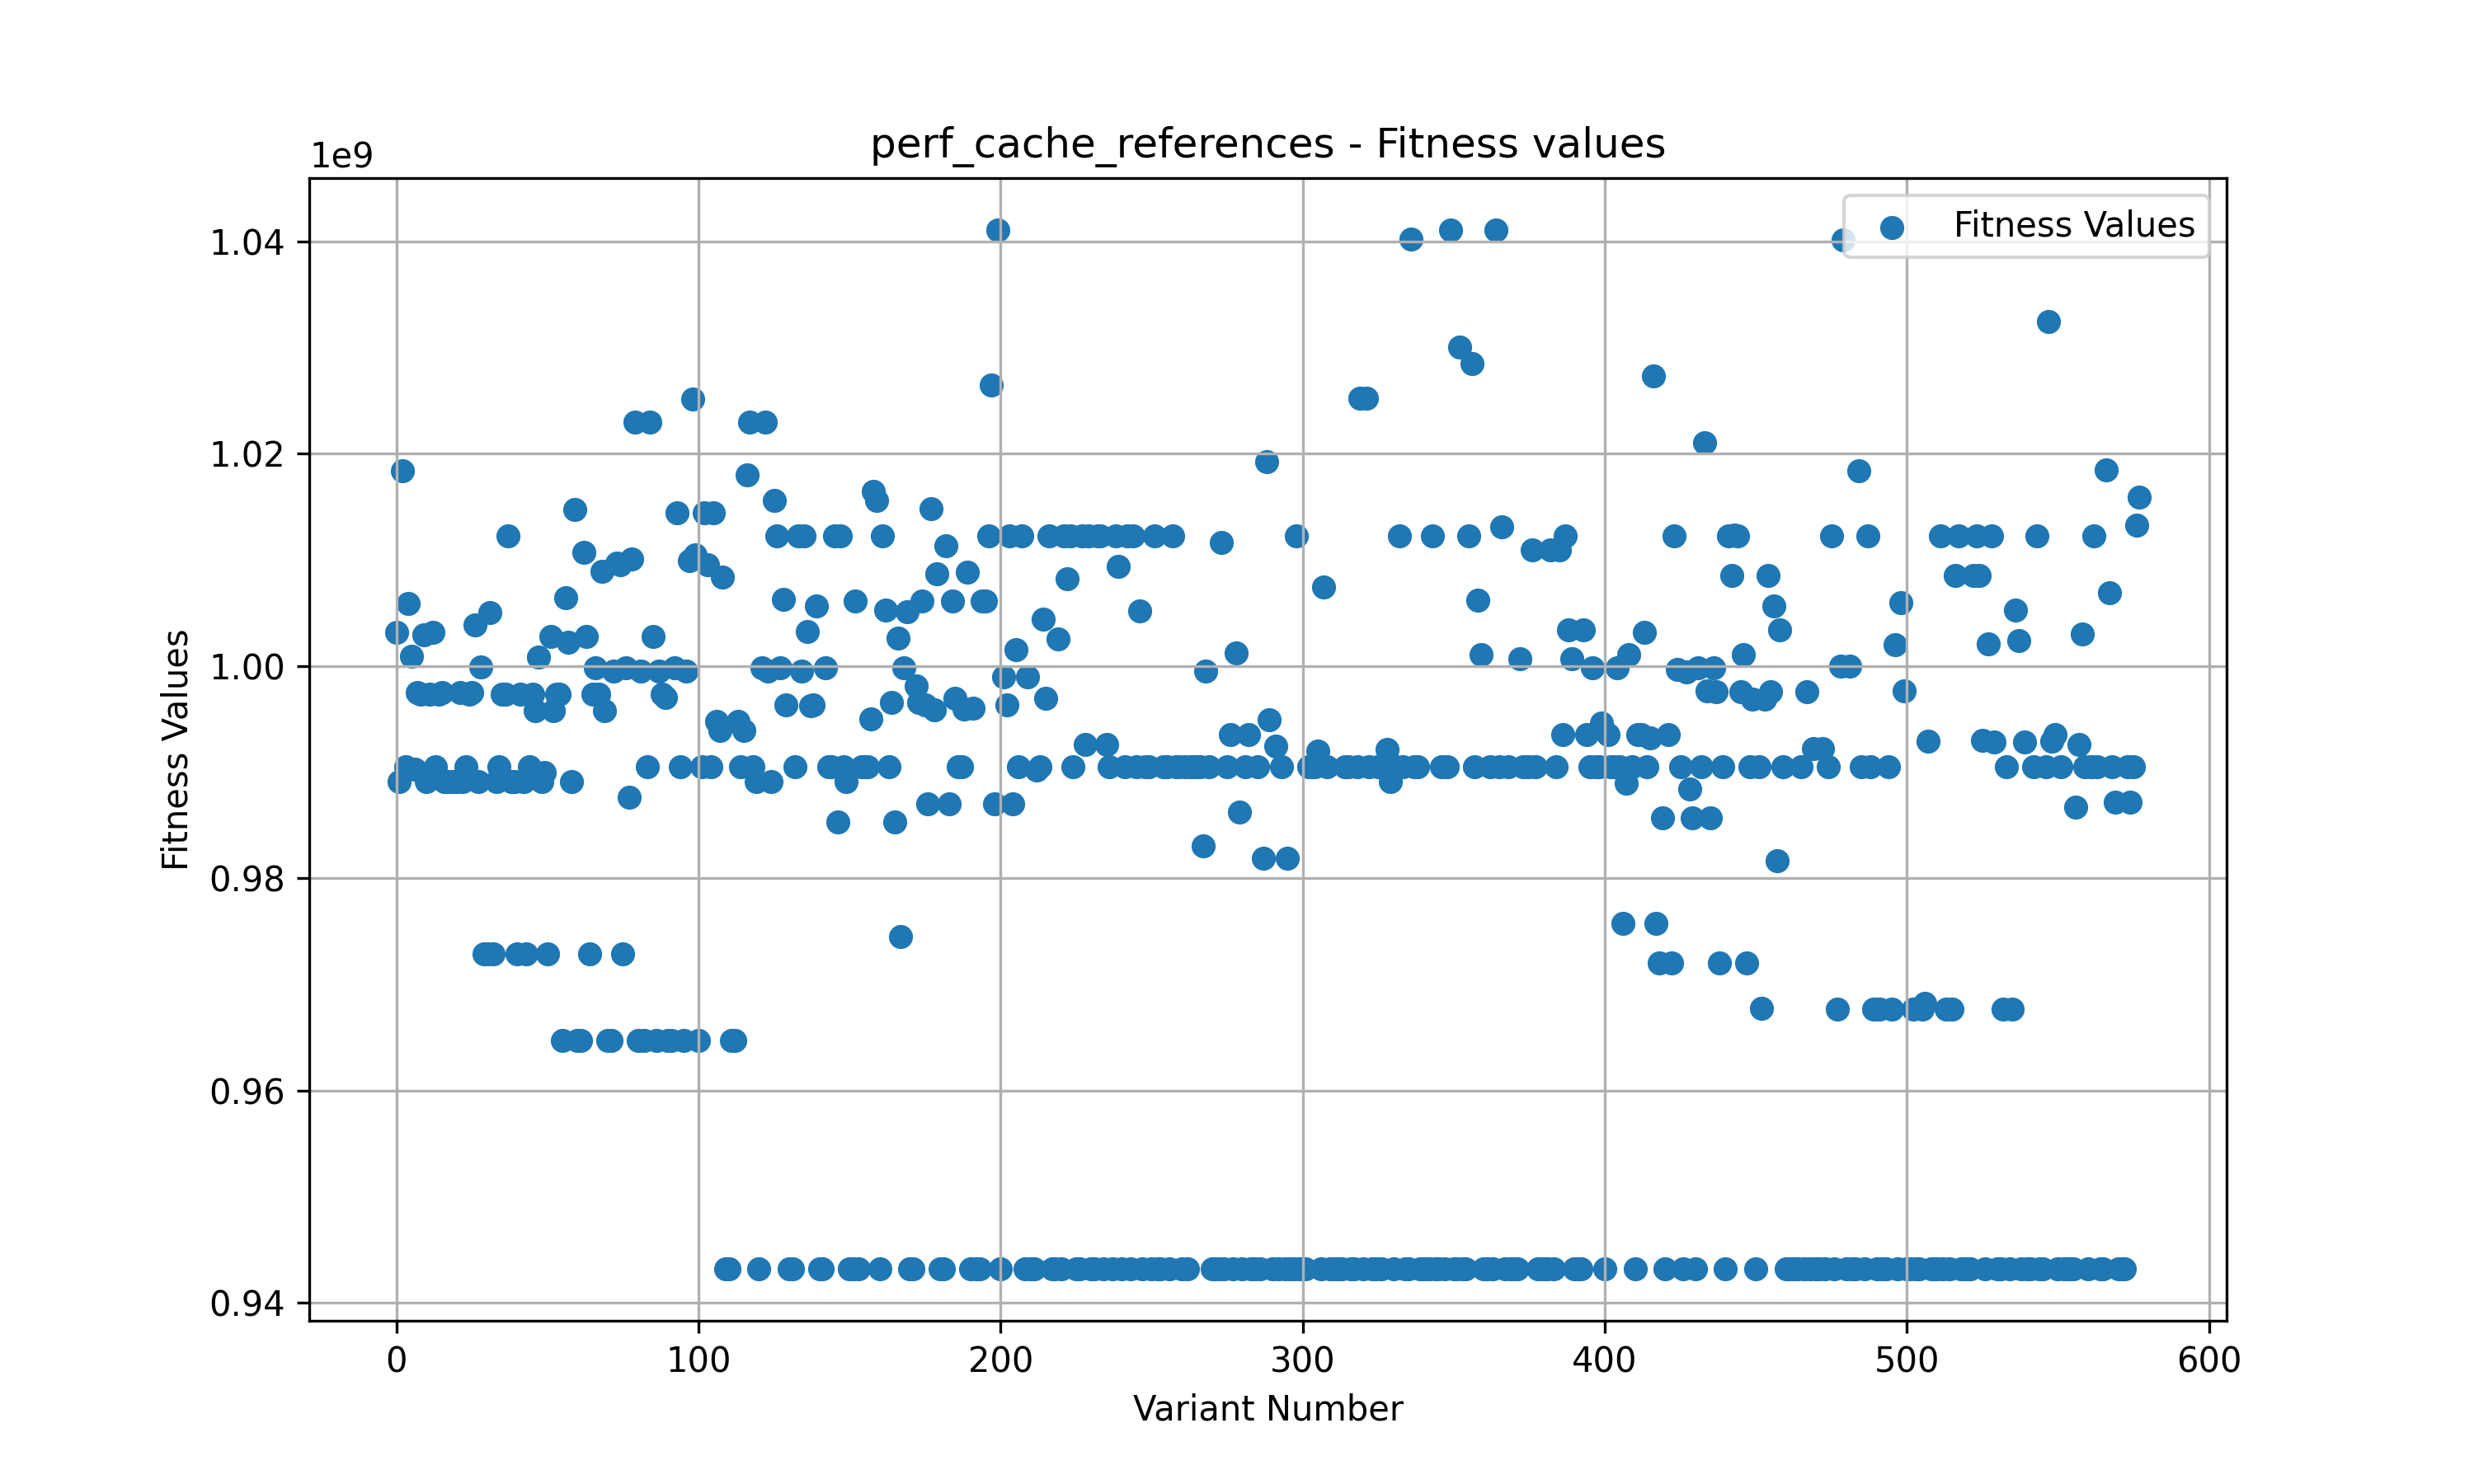 perf_cache_references - Fitness values
1e9
Fitness Values
1.04
1.02
1.00
0.98
0.96
0.94
Fitness Values
0 100 200 300 400 500 600
Variant Number